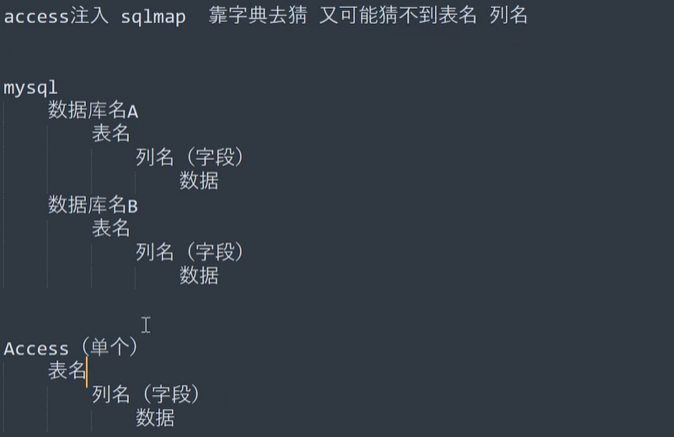 access注入 sqlmap 靠字典去猜 又可能猜不到表名 列名
mysql
数据库名A
表名
列名（字段）
数据
数据库名B
表名
列名（字段）
数据
Access（单个）
表名
列名（字段）
数据